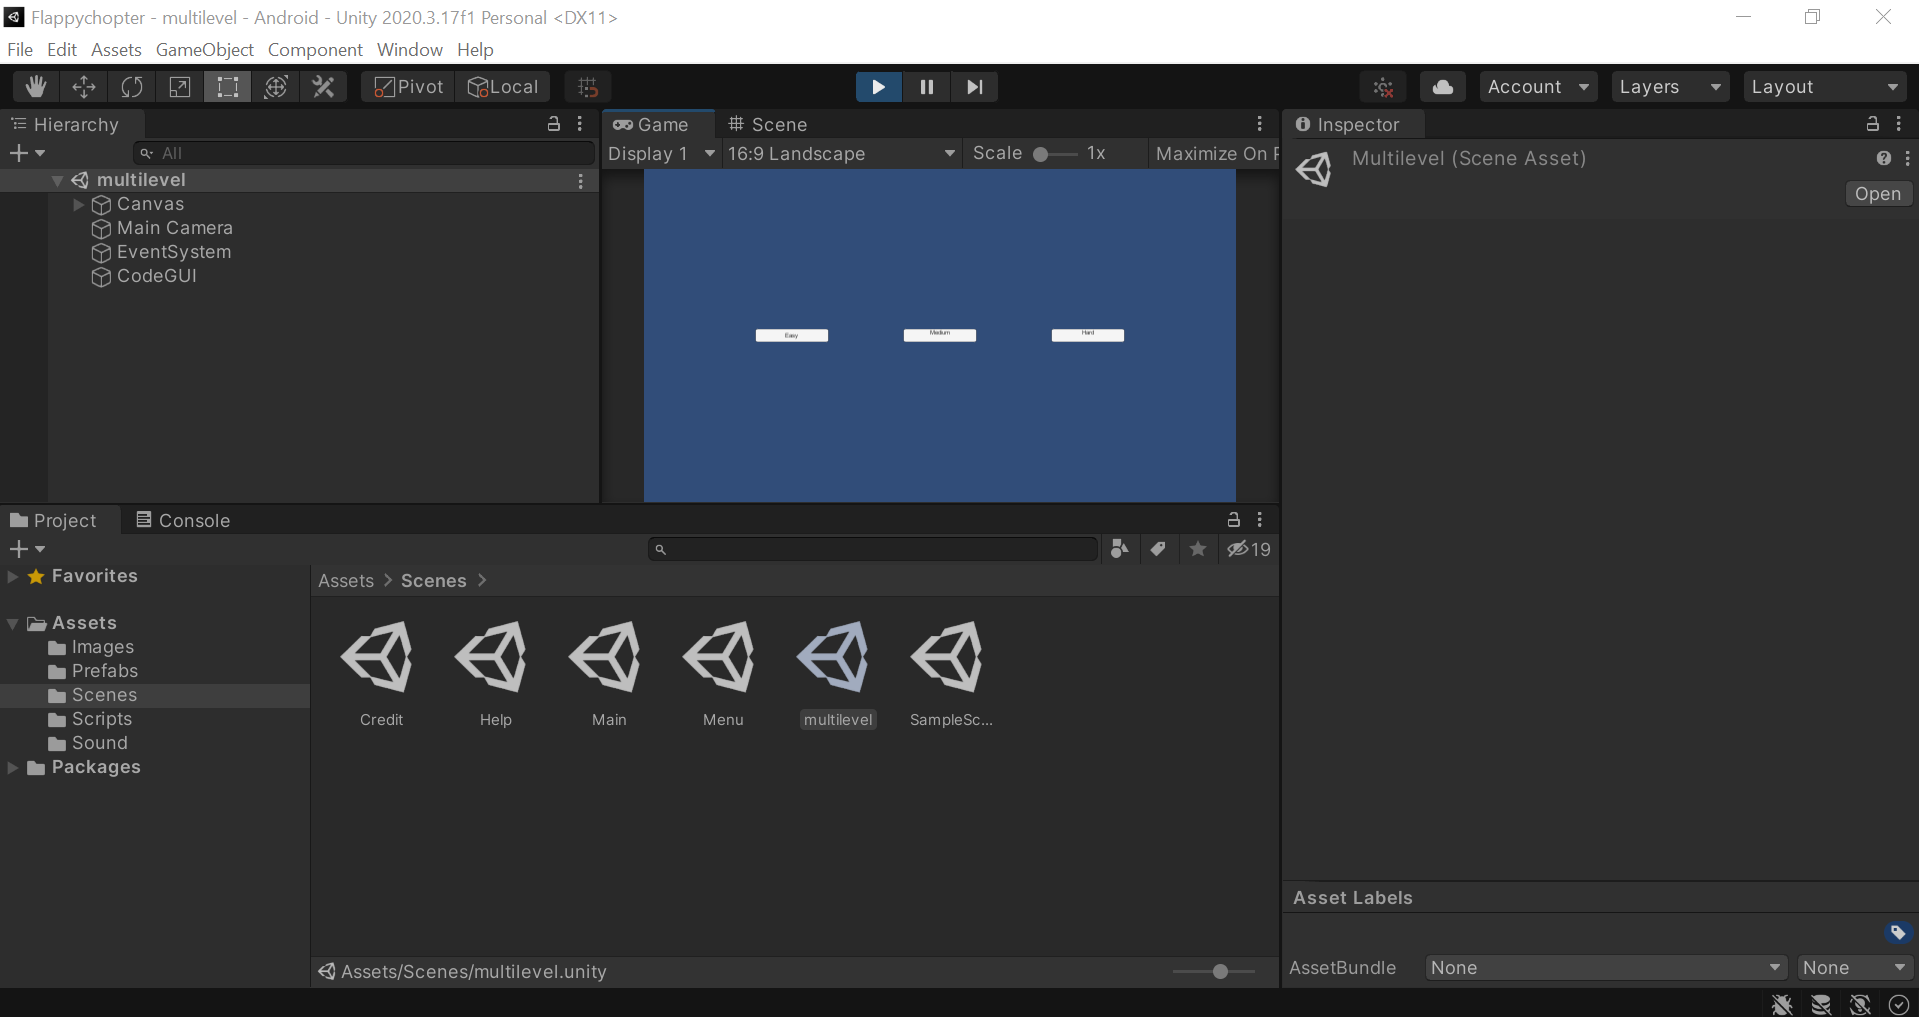 Flappychopter - multilevel - Android - Unity 2020.3.17f1 Personal <DX11>
File Edit Assets GameObject Component Window Help
Pivot Local Account Layers Layout
Hierarchy
All
multilevel
Canvas
Main Camera
EventSystem
CodeGUI
Game Scene
Display 1 16:9 Landscape Scale 1x Maximize On P
Easy Medium Hard
Inspector
Multilevel (Scene Asset)
Open
Project Console
19
Favorites
Assets
Images
Prefabs
Scenes
Scripts
Sound
Packages
Assets > Scenes >
Credit Help Main Menu multilevel SampleSc...
Assets/Scenes/multilevel.unity
Asset Labels
AssetBundle None None